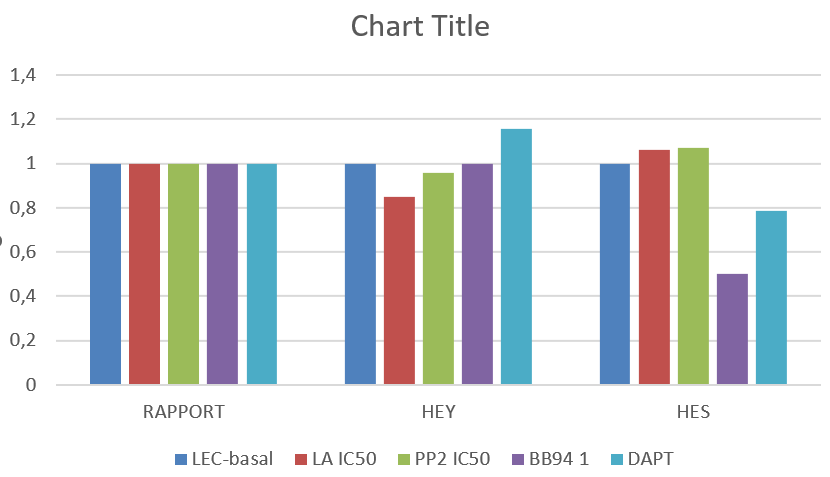 Chart Title
1,4
1,2
1
0,8
0,6
0,4
0,2
0
RAPPORT HEY HES
LEC-basal LA IC50 PP2 IC50 BB94 1 DAPT